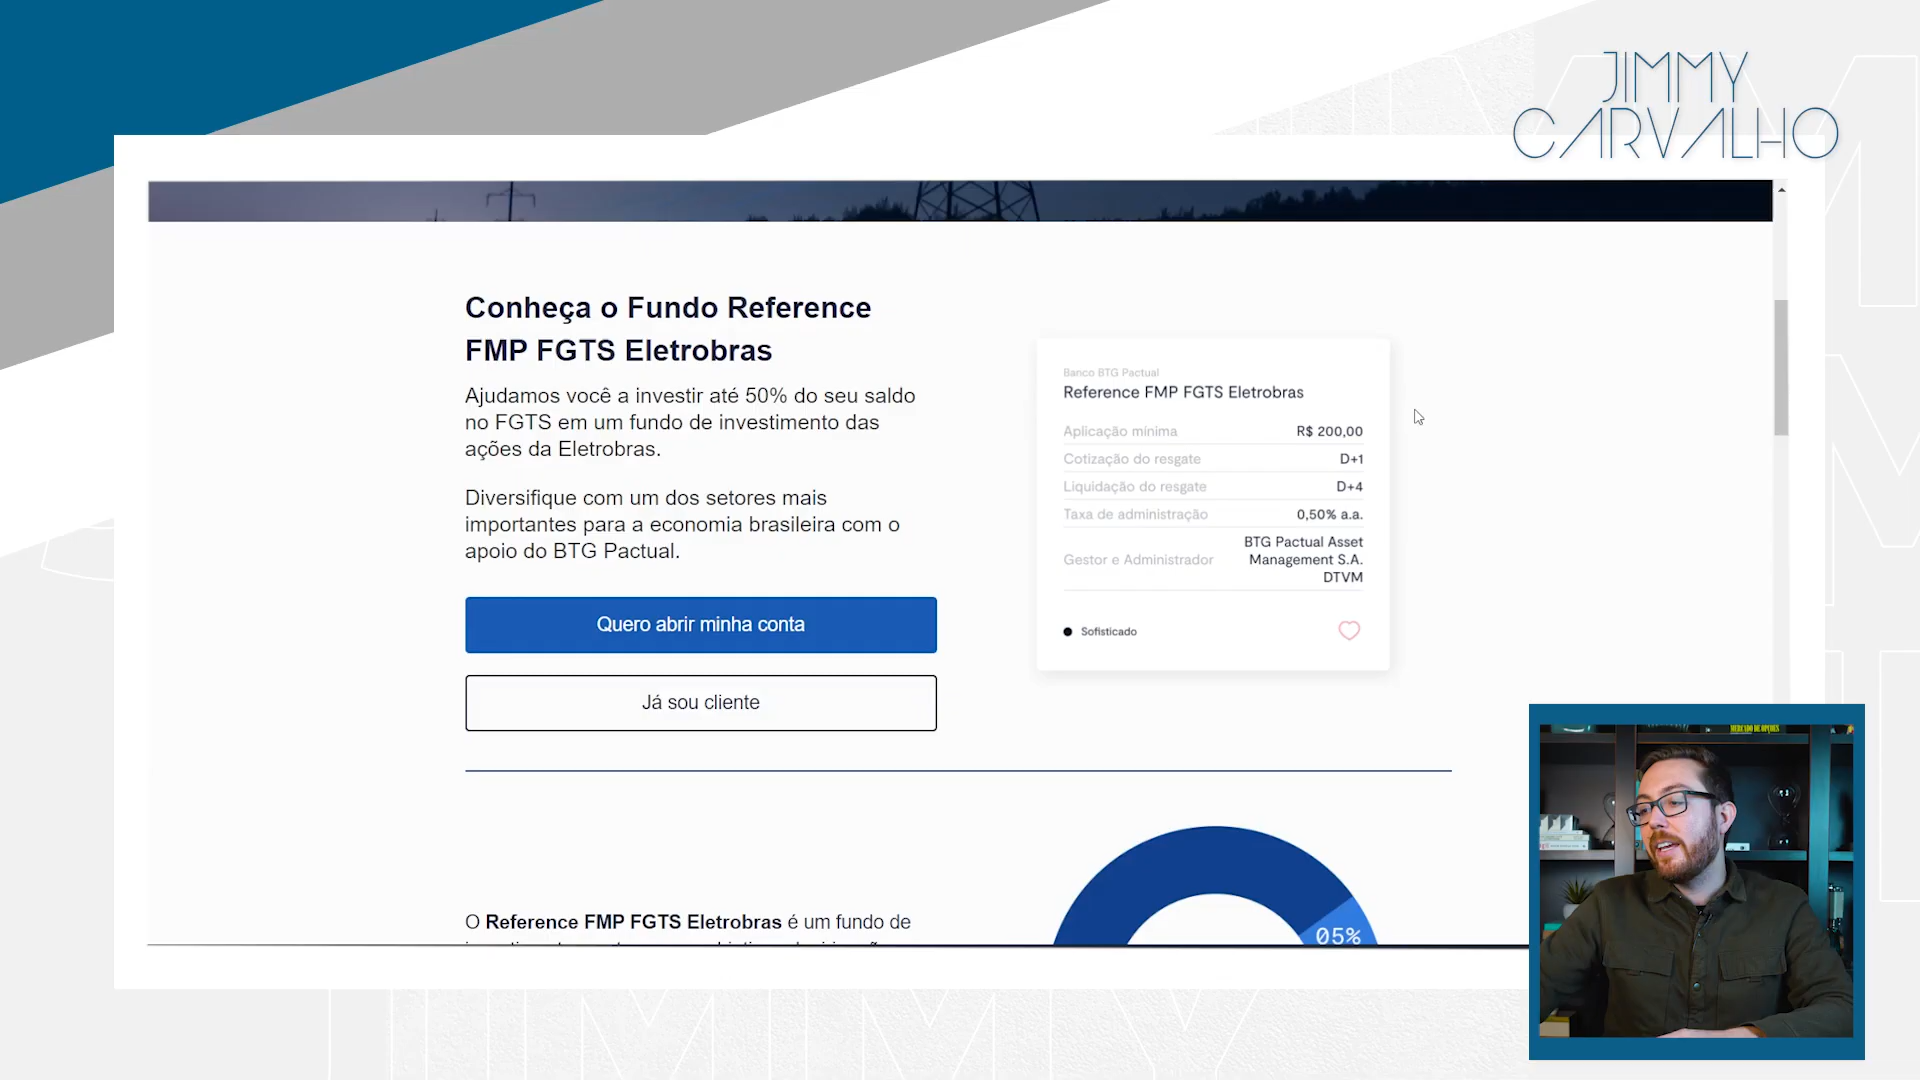 JIMMY
CARVALHO
Conheça o Fundo Reference
FMP FGTS Eletrobras
Ajudamos você a investir até 50% do seu saldo
no FGTS em um fundo de investimento das
ações da Eletrobras.
Diversifique com um dos setores mais
importantes para a economia brasileira com o
apoio do BTG Pactual.
Quero abrir minha conta
Já sou cliente
Banco BTG Pactual
Reference FMP FGTS Eletrobras
Aplicação mínima R$ 200,00
Cotização do resgate D+1
Liquidação do resgate D+4
Taxa de administração 0,50% a.a.
Gestor e Administrador BTG Pactual Asset
Management S.A.
DTVM
Sofisticado
O Reference FMP FGTS Eletrobras é um fundo de
05%
MERCADO DE OPÇÕES